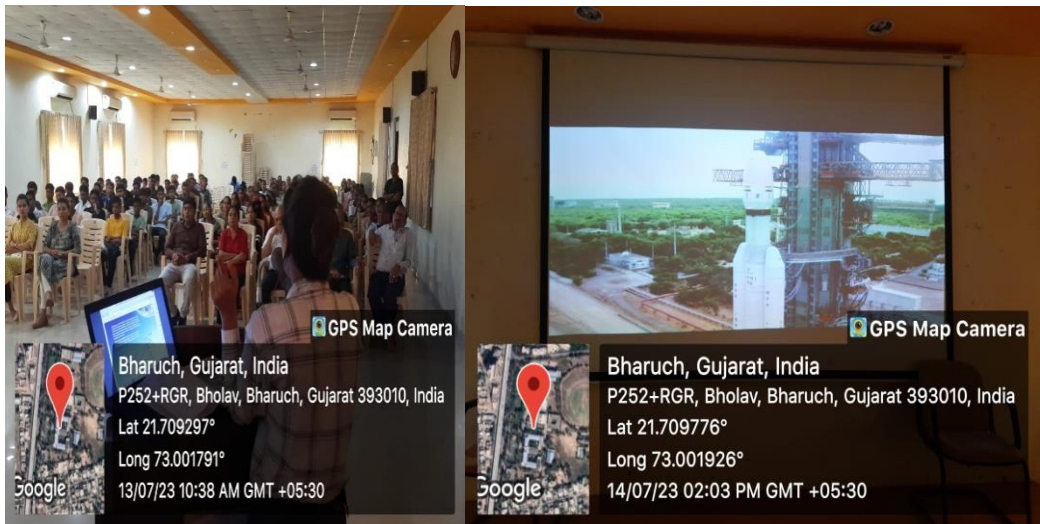 GPS Map Camera
Bharuch, Gujarat, India
P252+RGR, Bholav, Bharuch, Gujarat 393010, India
Lat 21.709297°
Long 73.001791°
13/07/23 10:38 AM GMT +05:30
Google
GPS Map Camera
Bharuch, Gujarat, India
P252+RGR, Bholav, Bharuch, Gujarat 393010, India
Lat 21.709776°
Long 73.001926°
14/07/23 02:03 PM GMT +05:30
Google